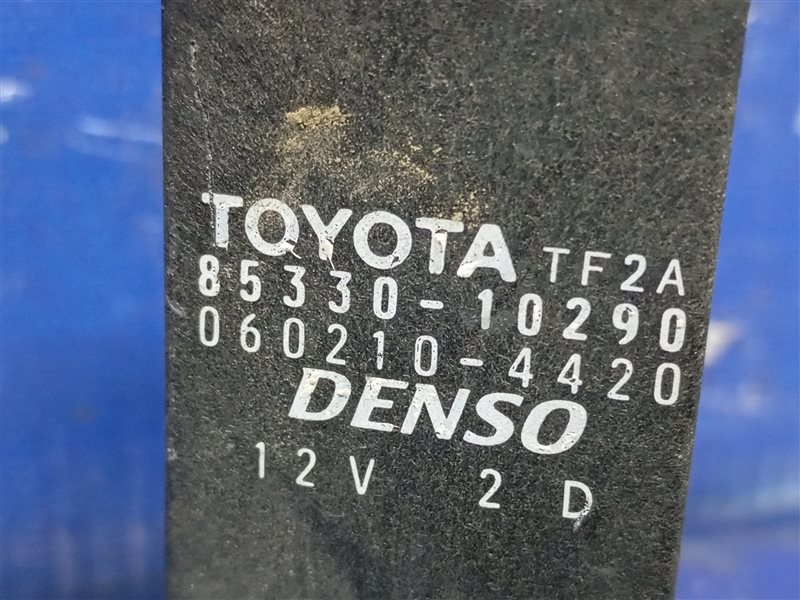 TOYOTA TF2A
85330-10290
060210-4420
DENSO
12V 2D